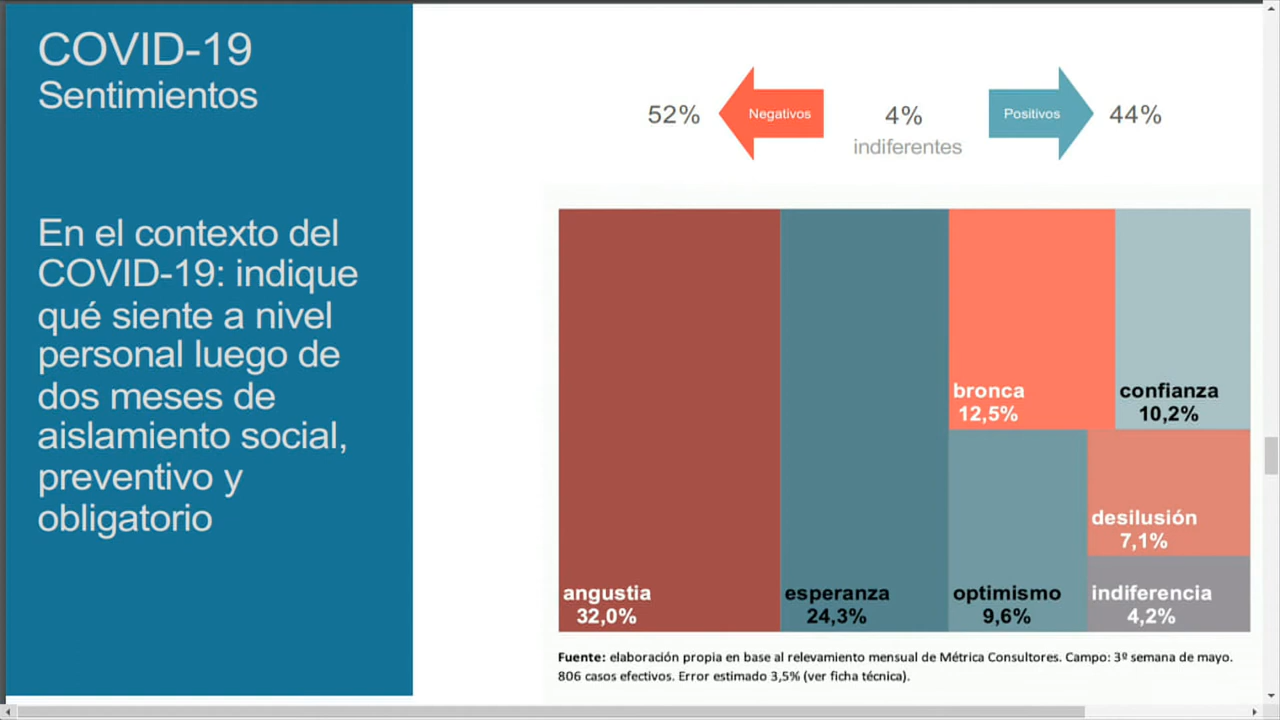 COVID-19
Sentimientos
En el contexto del
COVID-19: indique
qué siente a nivel
personal luego de
dos meses de
aislamiento social,
preventivo y
obligatorio
52%
Negativos
4%
indiferentes
Positivos
44%
bronca
12,5%
confianza
10,2%
desilusión
7,1%
angustia
32,0%
esperanza
24,3%
optimismo
9,6%
indiferencia
4,2%
Fuente: elaboración propia en base al relevamiento mensual de Métrica Consultores. Campo: 3º semana de mayo.
806 casos efectivos. Error estimado 3,5% (ver ficha técnica).